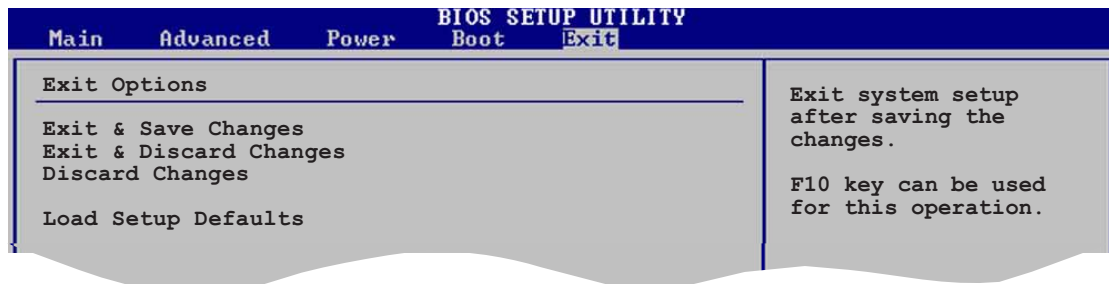 BIOS SETUP UTILITY
Main Advanced Power Boot Exit
Exit Options
Exit & Save Changes
Exit & Discard Changes
Discard Changes
Load Setup Defaults
Exit system setup
after saving the
changes.
F10 key can be used
for this operation.